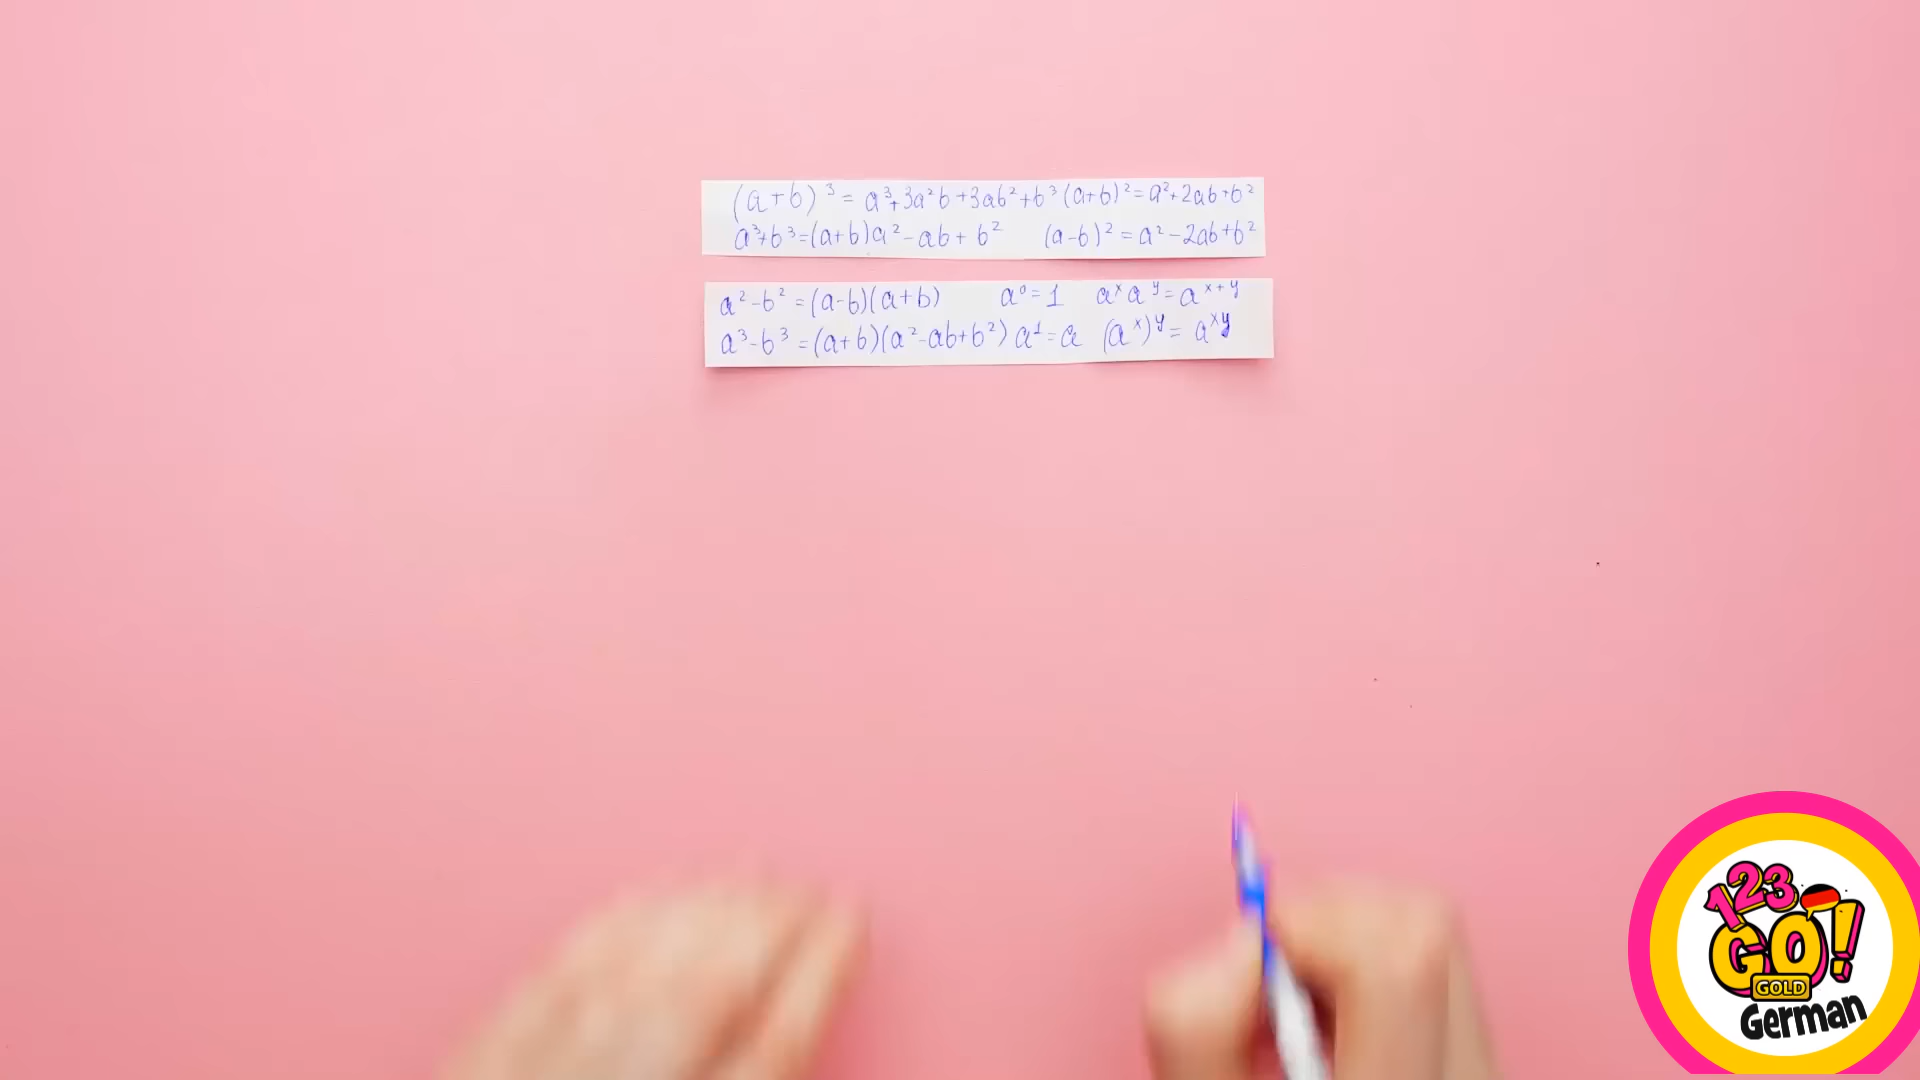 (a+b)³ = a³+3a²b+3ab²+b³ (a+b)²=a²+2ab+b²
a³+b³=(a+b)a²-ab+b² (a-b)²=a²-2ab+b²
a²-b²=(a-b)(a+b) a⁰=1 aˣaʸ=aˣ⁺ʸ
a³-b³=(a+b)(a²-ab+b²) a¹=a (aˣ)ʸ=aˣʸ
123
GO!
GOLD
German